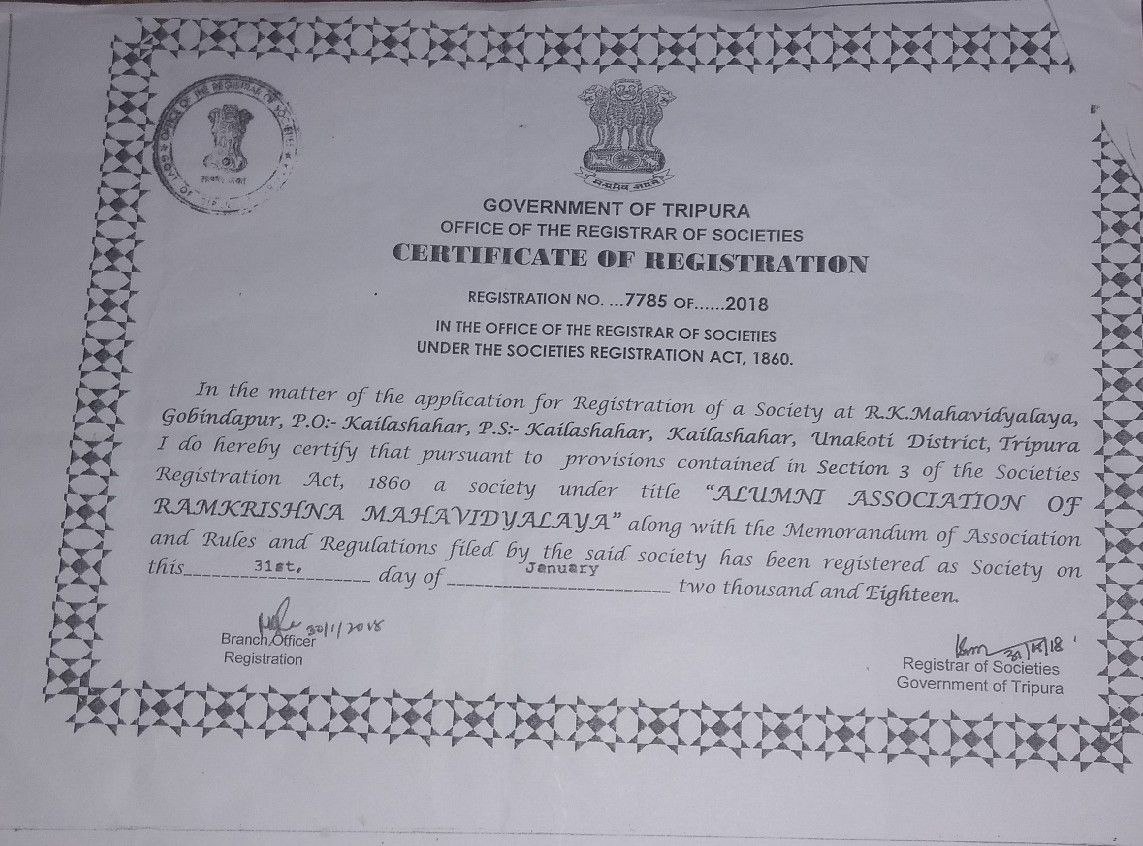 OFFICE OF THE REGISTRAR OF SOCIETIES
GOVERNMENT OF TRIPURA
OFFICE OF THE REGISTRAR OF SOCIETIES
CERTIFICATE OF REGISTRATION
REGISTRATION NO. ...7785 OF......2018
IN THE OFFICE OF THE REGISTRAR OF SOCIETIES
UNDER THE SOCIETIES REGISTRATION ACT, 1860.
In the matter of the application for Registration of a Society at R.K.Mahavidyalaya,
Gobindapur, P.O:- Kailashahar, P.S:- Kailashahar, Kailashahar, Unakoti District, Tripura
I do hereby certify that pursuant to provisions contained in Section 3 of the Societies
Registration Act, 1860 a society under title “ALUMNI ASSOCIATION OF
RAMKRISHNA MAHAVIDYALAYA” along with the Memorandum of Association
and Rules and Regulations filed by the said society has been registered as Society on
this 31st. day of January two thousand and Eighteen.
30/1/2018
Branch Officer
Registration
Registrar of Societies
Government of Tripura